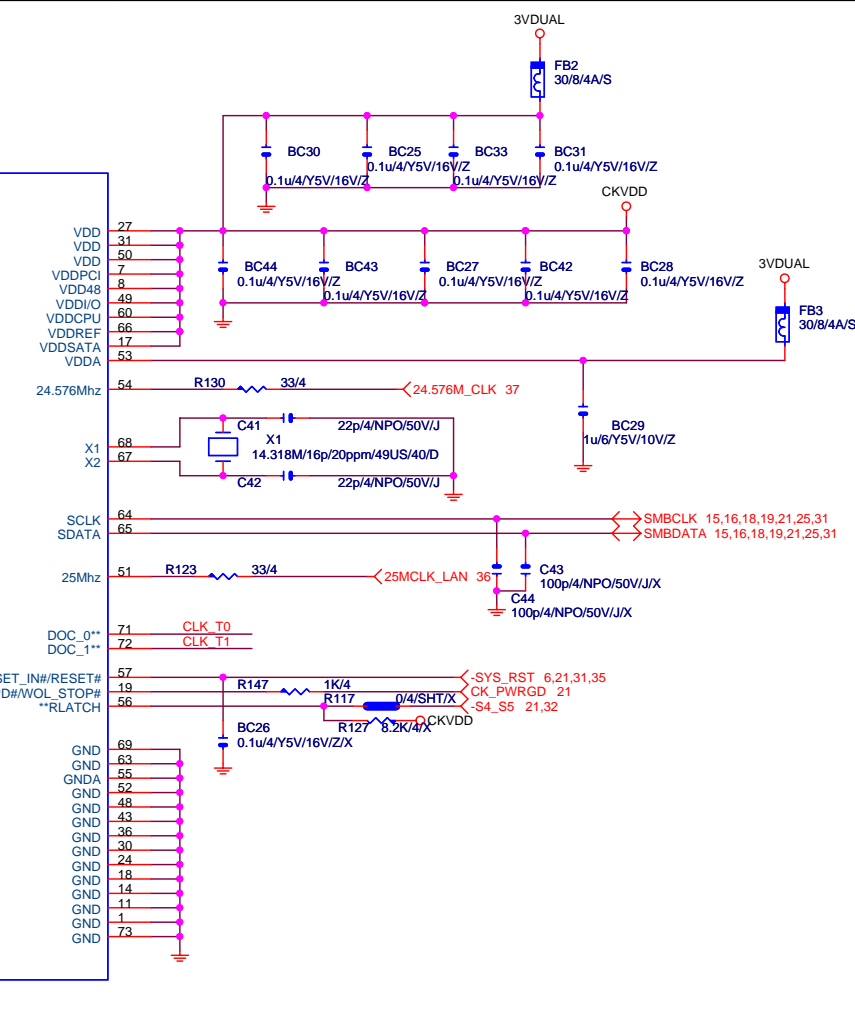 3VDUAL
FB2
30/8/4A/S
BC30
BC25
BC33
BC31
0.1u/4/Y5V/16V/Z
0.1u/4/Y5V/16V/Z
0.1u/4/Y5V/16V/Z
0.1u/4/Y5V/16V/Z
CKVDD
VDD 27
VDD 31
VDD 50
VDDPCI 7
VDD48 8
VDDI/O 49
VDDCPU 60
VDDREF 66
VDDSATA 17
VDDA 53
BC44
BC43
BC27
BC42
BC28
0.1u/4/Y5V/16V/Z
0.1u/4/Y5V/16V/Z
0.1u/4/Y5V/16V/Z
0.1u/4/Y5V/16V/Z
0.1u/4/Y5V/16V/Z
3VDUAL
FB3
30/8/4A/S
24.576Mhz 54
R130 33/4
24.576M_CLK 37
BC29
1u/6/Y5V/10V/Z
C41 22p/4/NPO/50V/J
X1
14.318M/16p/20ppm/49US/40/D
C42 22p/4/NPO/50V/J
X1 68
X2 67
SCLK 64
SDATA 65
SMBCLK 15,16,18,19,21,25,31
SMBDATA 15,16,18,19,21,25,31
25Mhz 51
R123 33/4
25MCLK_LAN 36
C43
100p/4/NPO/50V/J/X
C44
100p/4/NPO/50V/J/X
DOC_0** 71 CLK_T0
DOC_1** 72 CLK_T1
SET_IN#/RESET# 57
PD#/WOL_STOP# 19
**RLATCH 56
-SYS_RST 6,21,31,35
R147 1K/4
CK_PWRGD 21
R117 0/4/SHT/X
-S4_S5 21,32
R127 8.2K/4/X
CKVDD
BC26
0.1u/4/Y5V/16V/Z/X
GND 69
GND 63
GNDA 55
GND 52
GND 48
GND 43
GND 36
GND 30
GND 24
GND 18
GND 14
GND 11
GND 1
GND 73